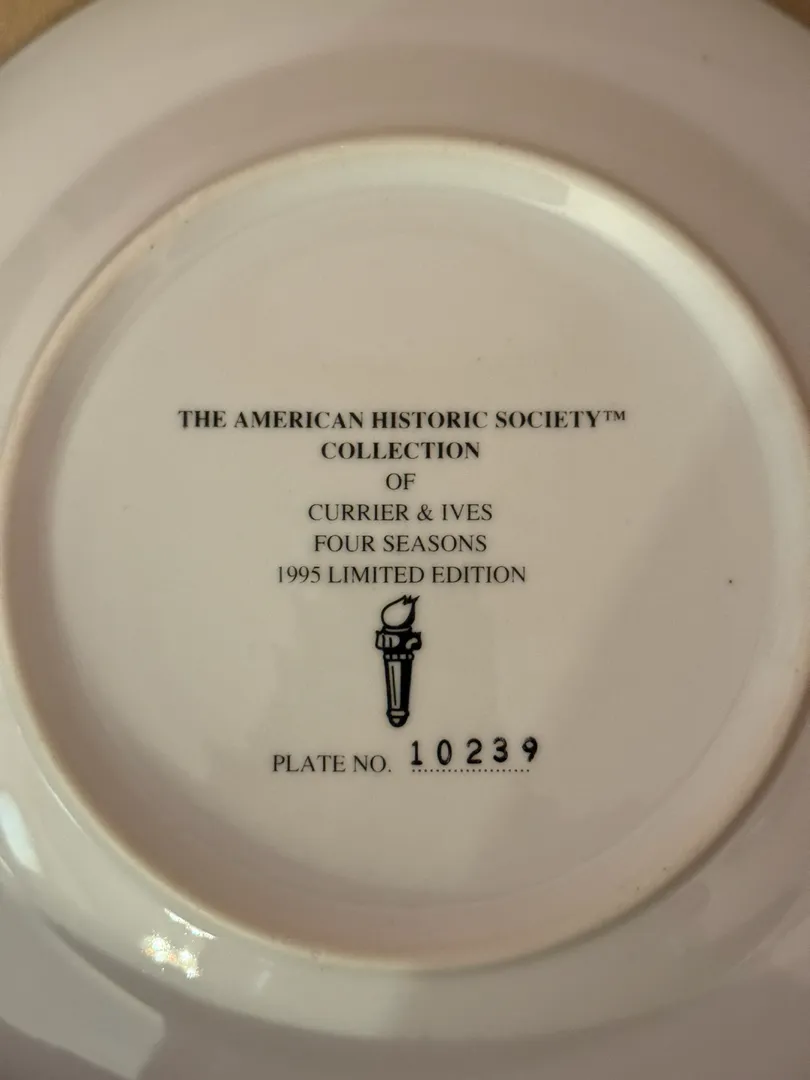 THE AMERICAN HISTORIC SOCIETY™
COLLECTION
OF
CURRIER & IVES
FOUR SEASONS
1995 LIMITED EDITION
PLATE NO. 10239